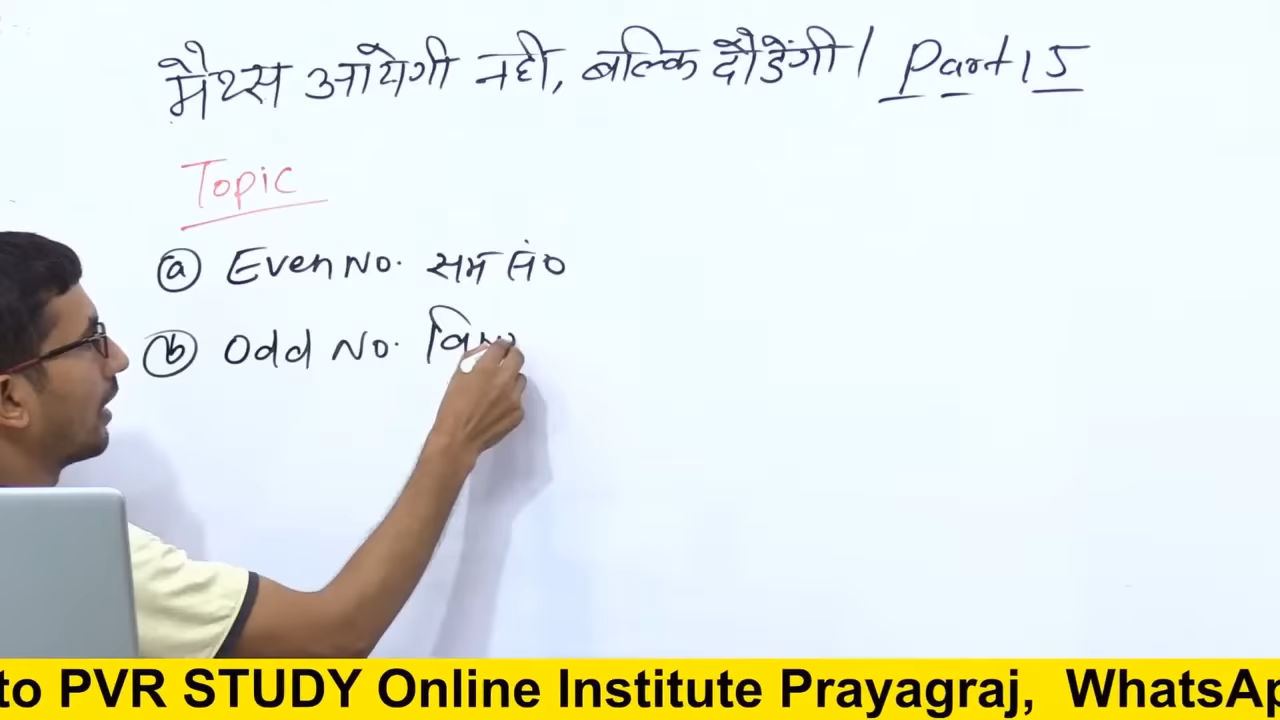 मैथ्स आयेगी नही, बल्कि दौडेंगी। Part 15
Topic
(a) Even No. सम सं०
(b) Odd No.
to PVR STUDY Online Institute Prayagraj, WhatsAp